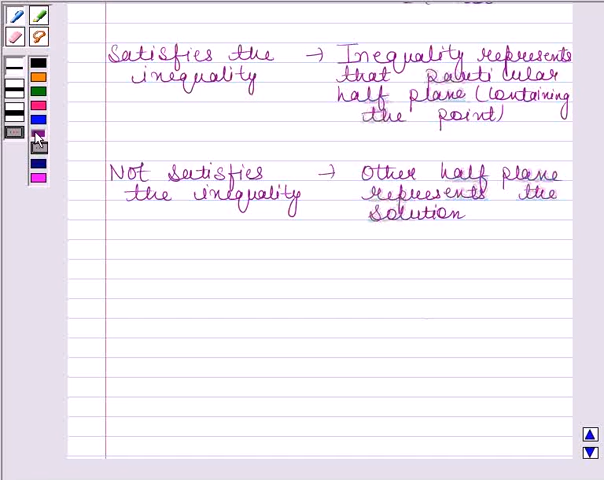 Satisfies the → Inequality represents
inequality that particular
half plane (containing
the point)
Not satisfies → Other half plane
the inequality represents the
solution